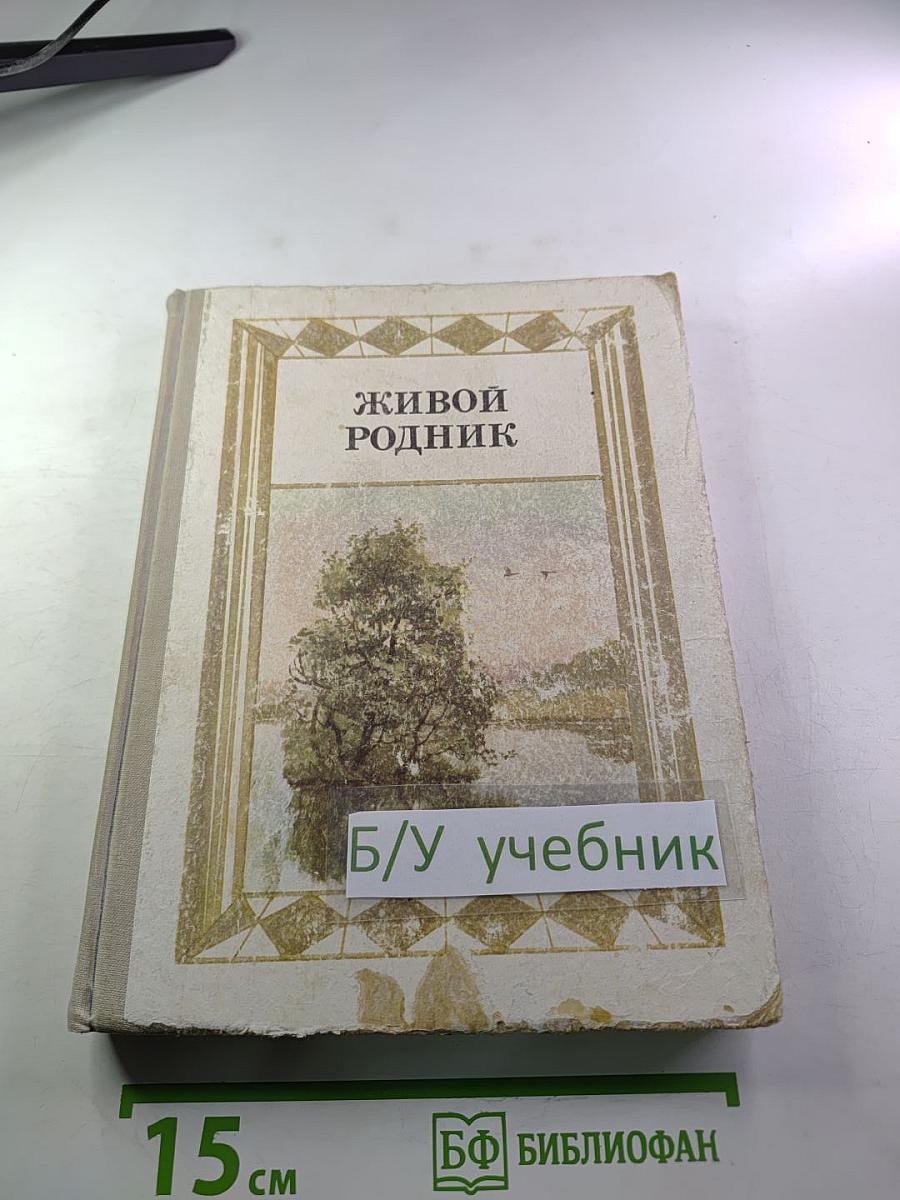 ЖИВОЙ
РОДНИК
Б/У учебник
15 см
БФ БИБЛИОФАН